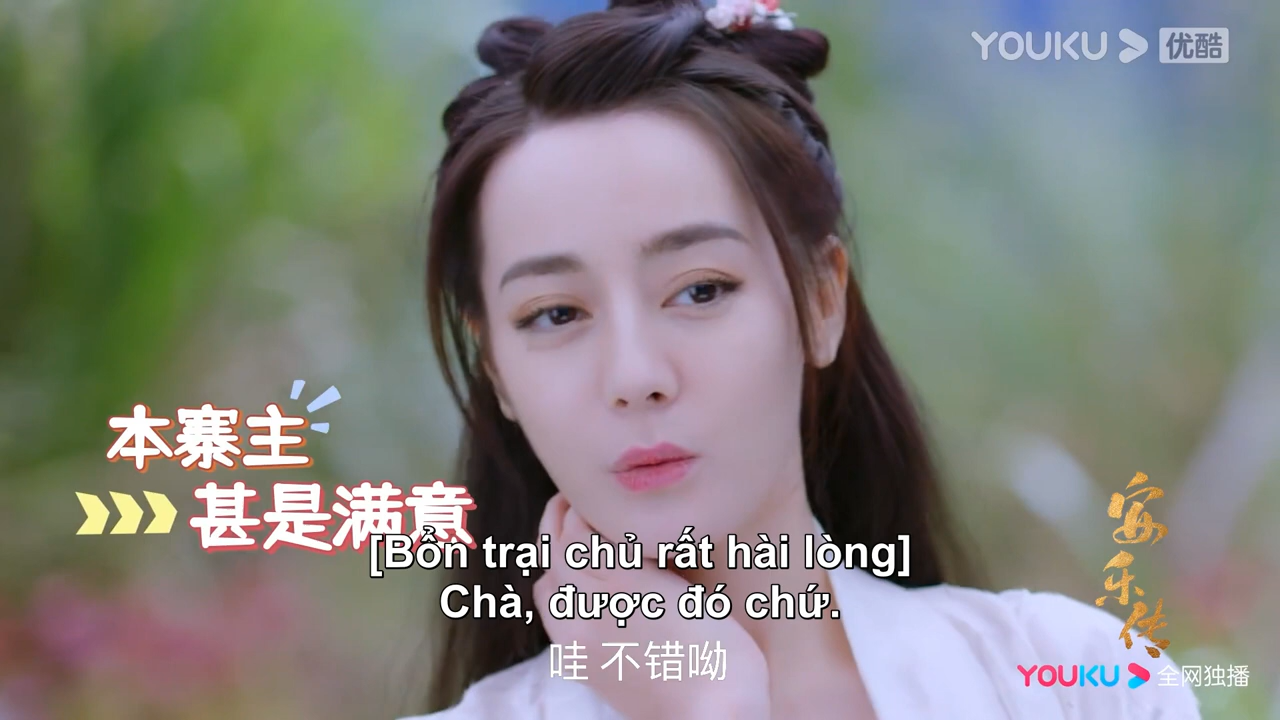 YOUKU 优酷
本寨主
甚是满意
[Bổn trại chủ rất hài lòng]
Chà, được đó chứ.
哇 不错呦
安乐传
YOUKU 全网独播